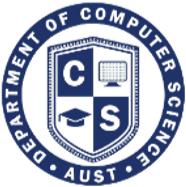 DEPARTMENT OF COMPUTER SCIENCE
C
S
AUST